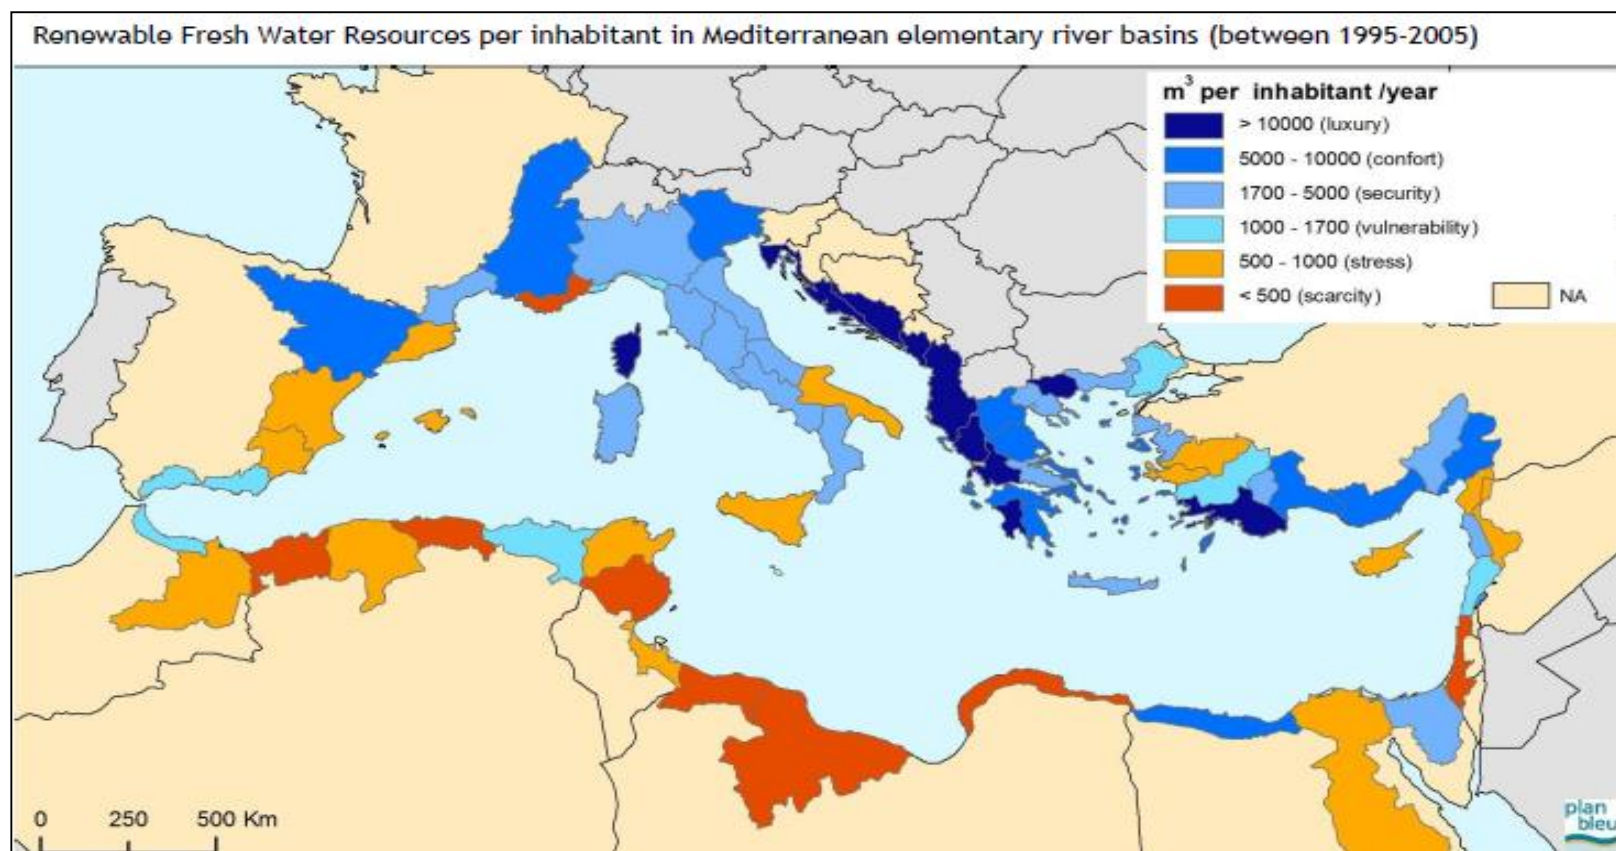 Renewable Fresh Water Resources per inhabitant in Mediterranean elementary river basins (between 1995-2005)
m³ per inhabitant /year
> 10000 (luxury)
5000 - 10000 (confort)
1700 - 5000 (security)
1000 - 1700 (vulnerability)
500 - 1000 (stress)
< 500 (scarcity)
NA
0 250 500 Km
plan
bleu